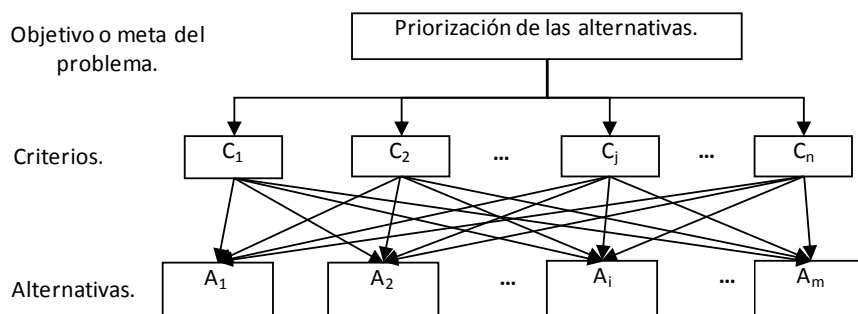 Objetivo o meta del
problema.
Priorización de las alternativas.
Criterios.
C1 C2 ... Cj ... Cn
Alternativas.
A1 A2 ... Ai ... Am